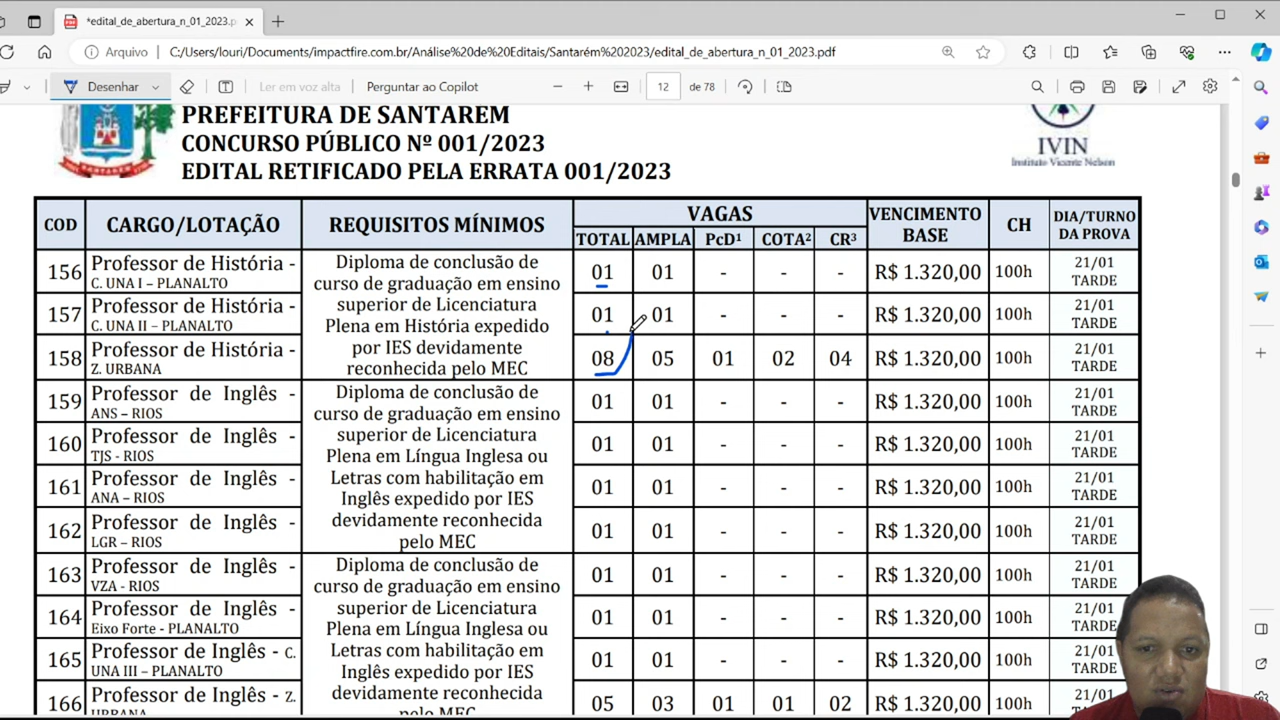 *edital_de_abertura_n_01_2023.p
Arquivo
C:/Users/louri/Documents/impactfire.com.br/Análise%20de%20Editais/Santarém%202023/edital_de_abertura_n_01_2023.pdf
Desenhar
Ler em voz alta
Perguntar ao Copilot
12
de 78
PREFEITURA DE SANTAREM
CONCURSO PÚBLICO Nº 001/2023
EDITAL RETIFICADO PELA ERRATA 001/2023
SANTAREM
IVIN
Instituto Vicente Nelson
COD CARGO/LOTAÇÃO REQUISITOS MÍNIMOS VAGAS VENCIMENTO BASE CH DIA/TURNO DA PROVA
TOTAL AMPLA PcD¹ COTA² CR³
156 Professor de História - C. UNA I – PLANALTO 01 01 - - - R$ 1.320,00 100h 21/01 TARDE
157 Professor de História - C. UNA II – PLANALTO 01 01 - - - R$ 1.320,00 100h 21/01 TARDE
158 Professor de História - Z. URBANA 08 05 01 02 04 R$ 1.320,00 100h 21/01 TARDE
Diploma de conclusão de
curso de graduação em ensino
superior de Licenciatura
Plena em História expedido
por IES devidamente
reconhecida pelo MEC
159 Professor de Inglês - ANS – RIOS 01 01 - - - R$ 1.320,00 100h 21/01 TARDE
160 Professor de Inglês - TJS - RIOS 01 01 - - - R$ 1.320,00 100h 21/01 TARDE
161 Professor de Inglês - ANA – RIOS 01 01 - - - R$ 1.320,00 100h 21/01 TARDE
162 Professor de Inglês - LGR – RIOS 01 01 - - - R$ 1.320,00 100h 21/01 TARDE
Diploma de conclusão de
curso de graduação em ensino
superior de Licenciatura
Plena em Língua Inglesa ou
Letras com habilitação em
Inglês expedido por IES
devidamente reconhecida
pelo MEC
163 Professor de Inglês - VZA - RIOS 01 01 - - - R$ 1.320,00 100h 21/01 TARDE
164 Professor de Inglês - Eixo Forte - PLANALTO 01 01 - - - R$ 1.320,00 100h 21/01 TARDE
165 Professor de Inglês - C. UNA III – PLANALTO 01 01 - - - R$ 1.320,00 100h 21/01
166 Professor de Inglês - Z. URBANA 05 03 01 01 02 R$ 1.320,00 100h
Diploma de conclusão de
curso de graduação em ensino
superior de Licenciatura
Plena em Língua Inglesa ou
Letras com habilitação em
Inglês expedido por IES
devidamente reconhecida
pelo MEC